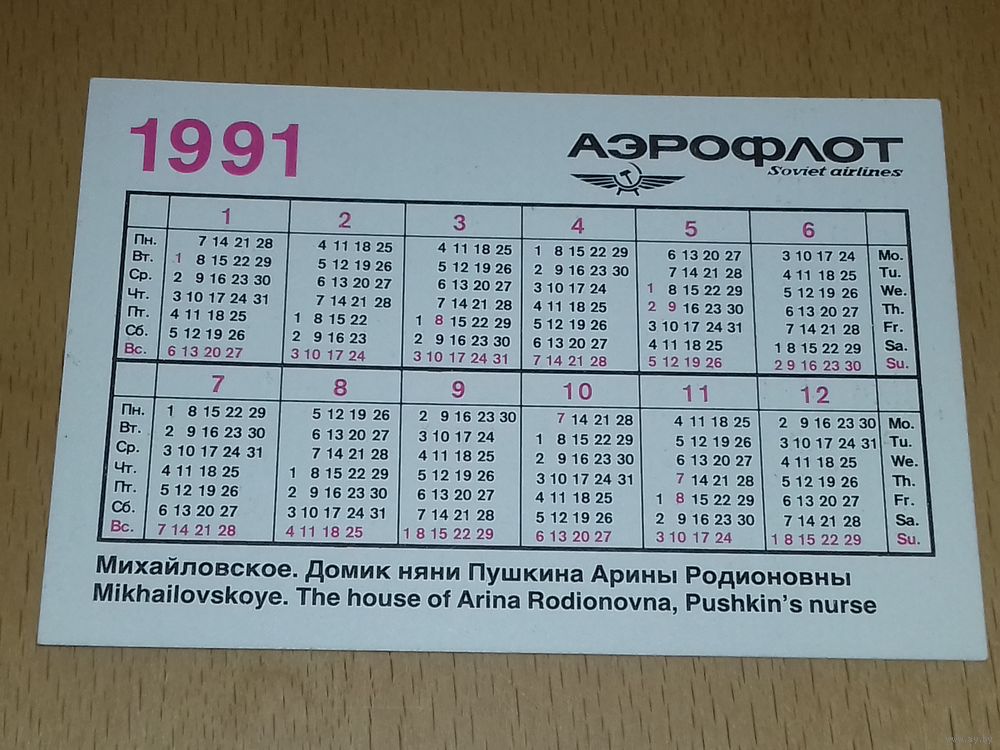 1991
АЭРОФЛОТ
Soviet airlines
1 2 3 4 5 6
Пн. 7 14 21 28 4 11 18 25 4 11 18 25 1 8 15 22 29 6 13 20 27 3 10 17 24 Mo.
Вт. 1 8 15 22 29 5 12 19 26 5 12 19 26 2 9 16 23 30 7 14 21 28 4 11 18 25 Tu.
Ср. 2 9 16 23 30 6 13 20 27 6 13 20 27 3 10 17 24 1 8 15 22 29 5 12 19 26 We.
Чт. 3 10 17 24 31 7 14 21 28 7 14 21 28 4 11 18 25 2 9 16 23 30 6 13 20 27 Th.
Пт. 4 11 18 25 1 8 15 22 1 8 15 22 29 5 12 19 26 3 10 17 24 31 7 14 21 28 Fr.
Сб. 5 12 19 26 2 9 16 23 2 9 16 23 30 6 13 20 27 4 11 18 25 1 8 15 22 29 Sa.
Вс. 6 13 20 27 3 10 17 24 3 10 17 24 31 7 14 21 28 5 12 19 26 2 9 16 23 30 Su.
7 8 9 10 11 12
Пн. 1 8 15 22 29 5 12 19 26 2 9 16 23 30 7 14 21 28 4 11 18 25 2 9 16 23 30 Mo.
Вт. 2 9 16 23 30 6 13 20 27 3 10 17 24 1 8 15 22 29 5 12 19 26 3 10 17 24 31 Tu.
Ср. 3 10 17 24 31 7 14 21 28 4 11 18 25 2 9 16 23 30 6 13 20 27 4 11 18 25 We.
Чт. 4 11 18 25 1 8 15 22 29 5 12 19 26 3 10 17 24 31 7 14 21 28 5 12 19 26 Th.
Пт. 5 12 19 26 2 9 16 23 30 6 13 20 27 4 11 18 25 1 8 15 22 29 6 13 20 27 Fr.
Сб. 6 13 20 27 3 10 17 24 31 7 14 21 28 5 12 19 26 2 9 16 23 30 7 14 21 28 Sa.
Вс. 7 14 21 28 4 11 18 25 1 8 15 22 29 6 13 20 27 3 10 17 24 1 8 15 22 29 Su.
Михайловское. Домик няни Пушкина Арины Родионовны
Mikhailovskoye. The house of Arina Rodionovna, Pushkin's nurse